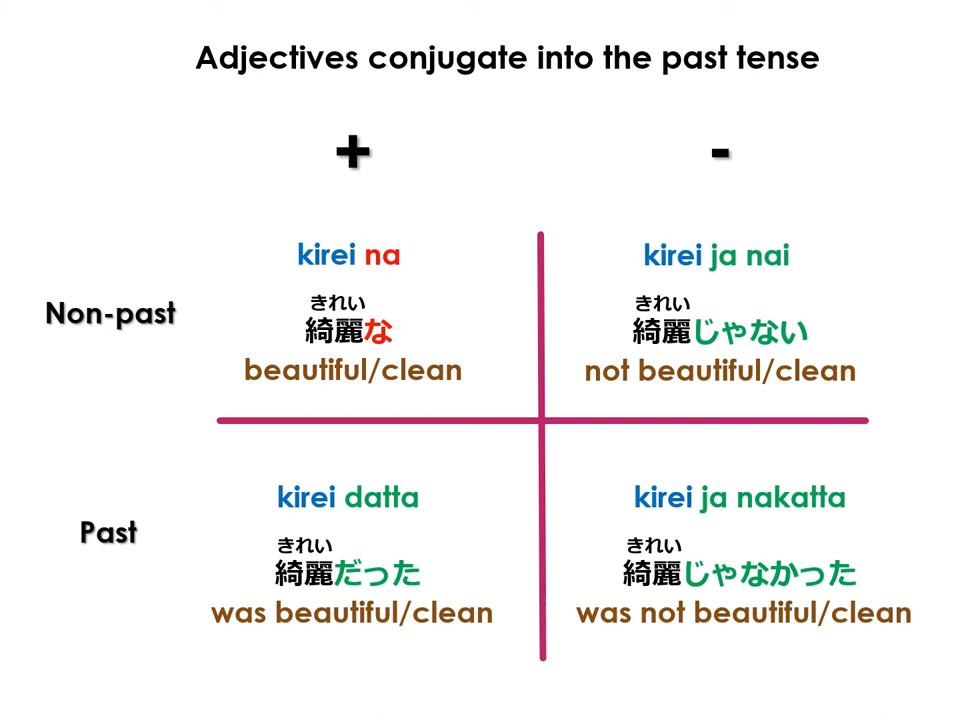 Adjectives conjugate into the past tense
+ -
Non-past
kirei na
きれい
綺麗な
beautiful/clean
kirei ja nai
きれい
綺麗じゃない
not beautiful/clean
Past
kirei datta
きれい
綺麗だった
was beautiful/clean
kirei ja nakatta
きれい
綺麗じゃなかった
was not beautiful/clean